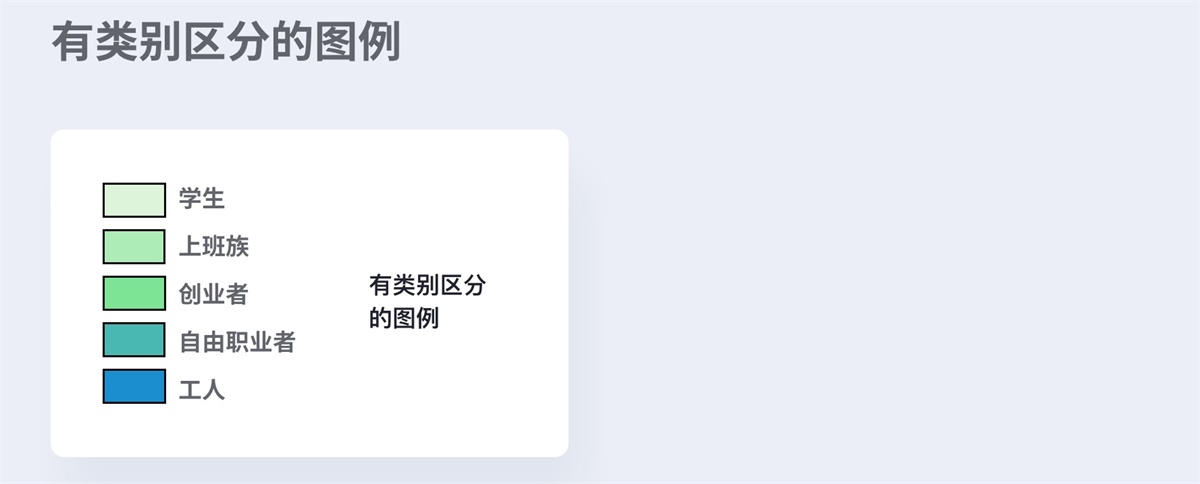 有类别区分的图例
学生
上班族
创业者
自由职业者
工人
有类别区分
的图例